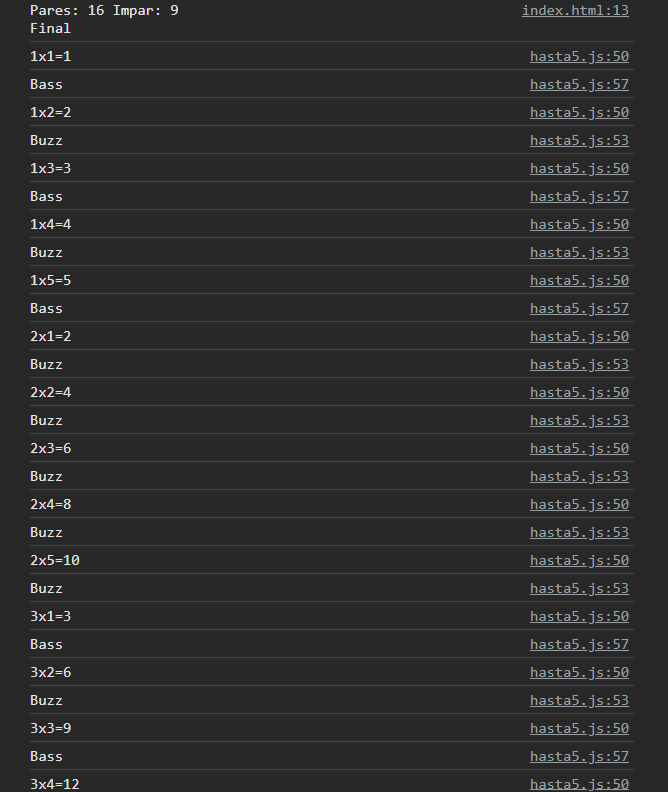 Pares: 16 Impar: 9 index.html:13
Final
1x1=1 hasta5.js:50
Bass hasta5.js:57
1x2=2 hasta5.js:50
Buzz hasta5.js:53
1x3=3 hasta5.js:50
Bass hasta5.js:57
1x4=4 hasta5.js:50
Buzz hasta5.js:53
1x5=5 hasta5.js:50
Bass hasta5.js:57
2x1=2 hasta5.js:50
Buzz hasta5.js:53
2x2=4 hasta5.js:50
Buzz hasta5.js:53
2x3=6 hasta5.js:50
Buzz hasta5.js:53
2x4=8 hasta5.js:50
Buzz hasta5.js:53
2x5=10 hasta5.js:50
Buzz hasta5.js:53
3x1=3 hasta5.js:50
Bass hasta5.js:57
3x2=6 hasta5.js:50
Buzz hasta5.js:53
3x3=9 hasta5.js:50
Bass hasta5.js:57
3x4=12 hasta5.js:50